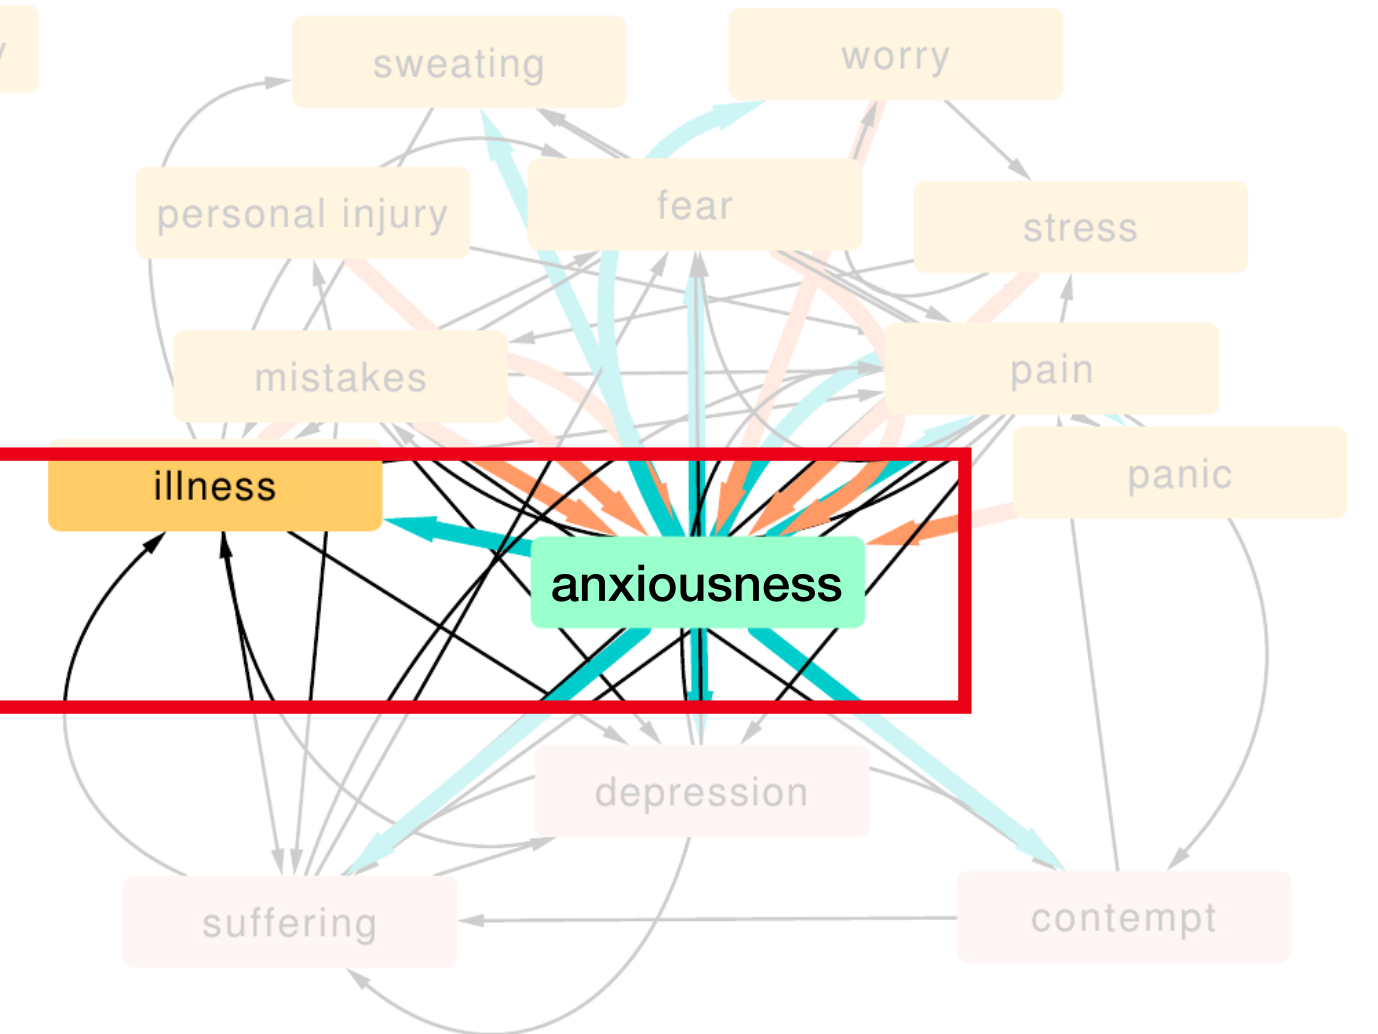 y
sweating
worry
personal injury
fear
stress
mistakes
pain
illness
panic
anxiousness
depression
suffering
contempt